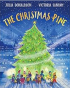 JULIA DONALDSON   VICTORIA SANDØY
THE CHRISTMAS PINE